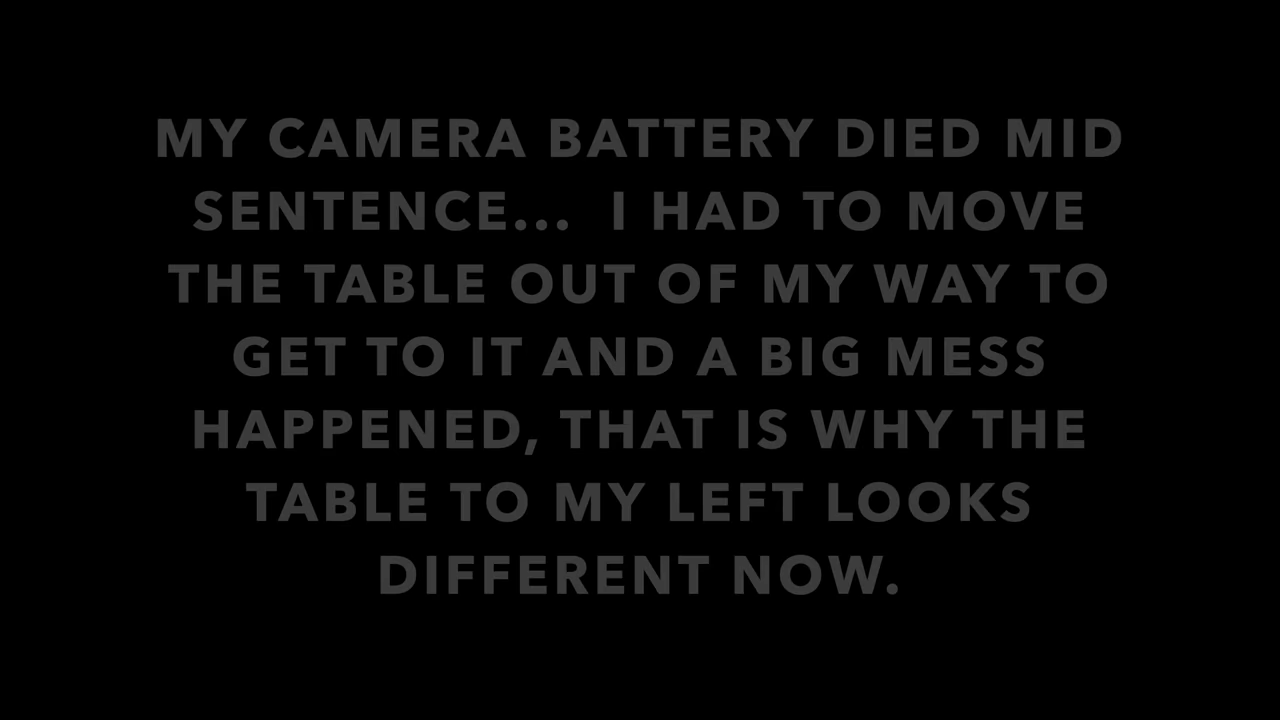 MY CAMERA BATTERY DIED MID
SENTENCE...  I HAD TO MOVE
THE TABLE OUT OF MY WAY TO
GET TO IT AND A BIG MESS
HAPPENED, THAT IS WHY THE
TABLE TO MY LEFT LOOKS
DIFFERENT NOW.